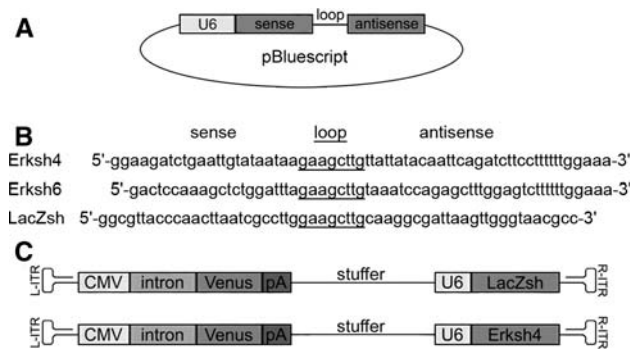 A
U6 sense loop antisense
pBluescript
B
sense loop antisense
Erksh4 5'-ggaagatctgaattgtataataagaagcttgttattatacaattcagatcttccttttttggaaa-3'
Erksh6 5'-gactccaaagctctggatttagaagcttgtaaatccagagctttggagtcttttttggaaa-3'
LacZsh 5'-ggcgttacccaacttaatcgccttggaagcttgcaaggcgattaagttgggtaacgcc-3'
C
L-ITR CMV intron Venus pA stuffer U6 LacZsh R-ITR
L-ITR CMV intron Venus pA stuffer U6 Erksh4 R-ITR